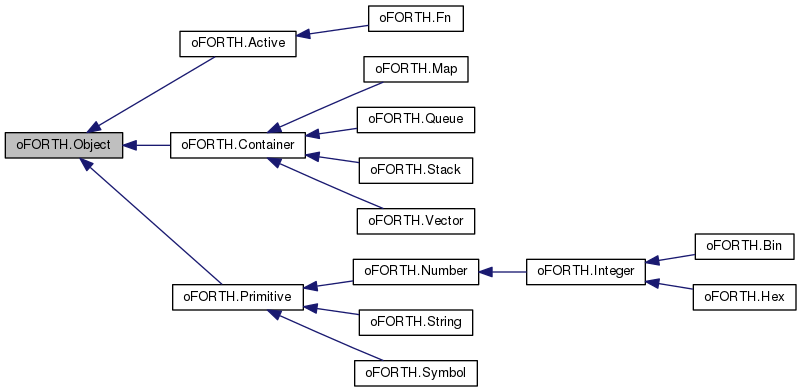 oFORTH.Fn
oFORTH.Active
oFORTH.Map
oFORTH.Queue
oFORTH.Object
oFORTH.Container
oFORTH.Stack
oFORTH.Vector
oFORTH.Bin
oFORTH.Number
oFORTH.Integer
oFORTH.Primitive
oFORTH.Hex
oFORTH.String
oFORTH.Symbol